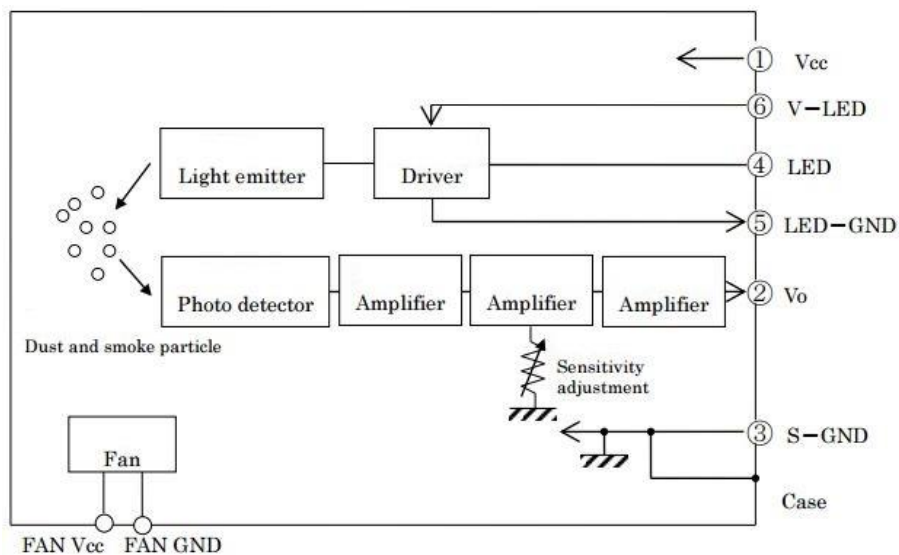 ① Vcc
⑥ V-LED
Light emitter
Driver
④ LED
⑤ LED-GND
Photo detector
Amplifier
Amplifier
Amplifier
② Vo
Dust and smoke particle
Sensitivity
adjustment
③ S-GND
Fan
Case
FAN Vcc
FAN GND